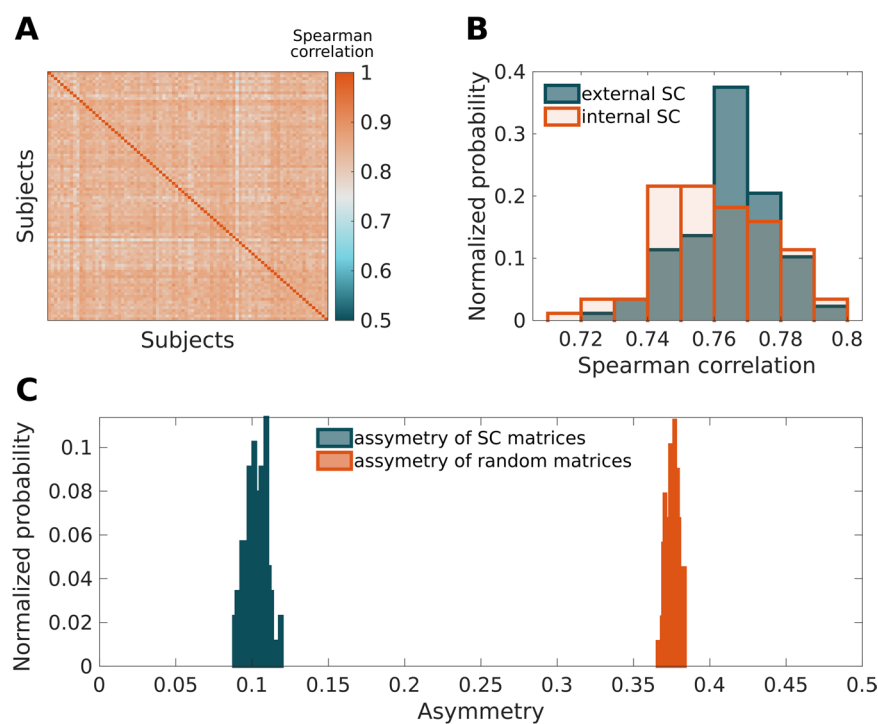 A
Spearman
correlation
1
0.9
0.8
0.7
0.6
0.5
Subjects
Subjects
B
Normalized probability
0.4
0.3
0.2
0.1
0
external SC
internal SC
0.72 0.74 0.76 0.78 0.8
Spearman correlation
C
Normalized probability
0.1
0.08
0.06
0.04
0.02
0
assymetry of SC matrices
assymetry of random matrices
0 0.05 0.1 0.15 0.2 0.25 0.3 0.35 0.4 0.45 0.5
Asymmetry